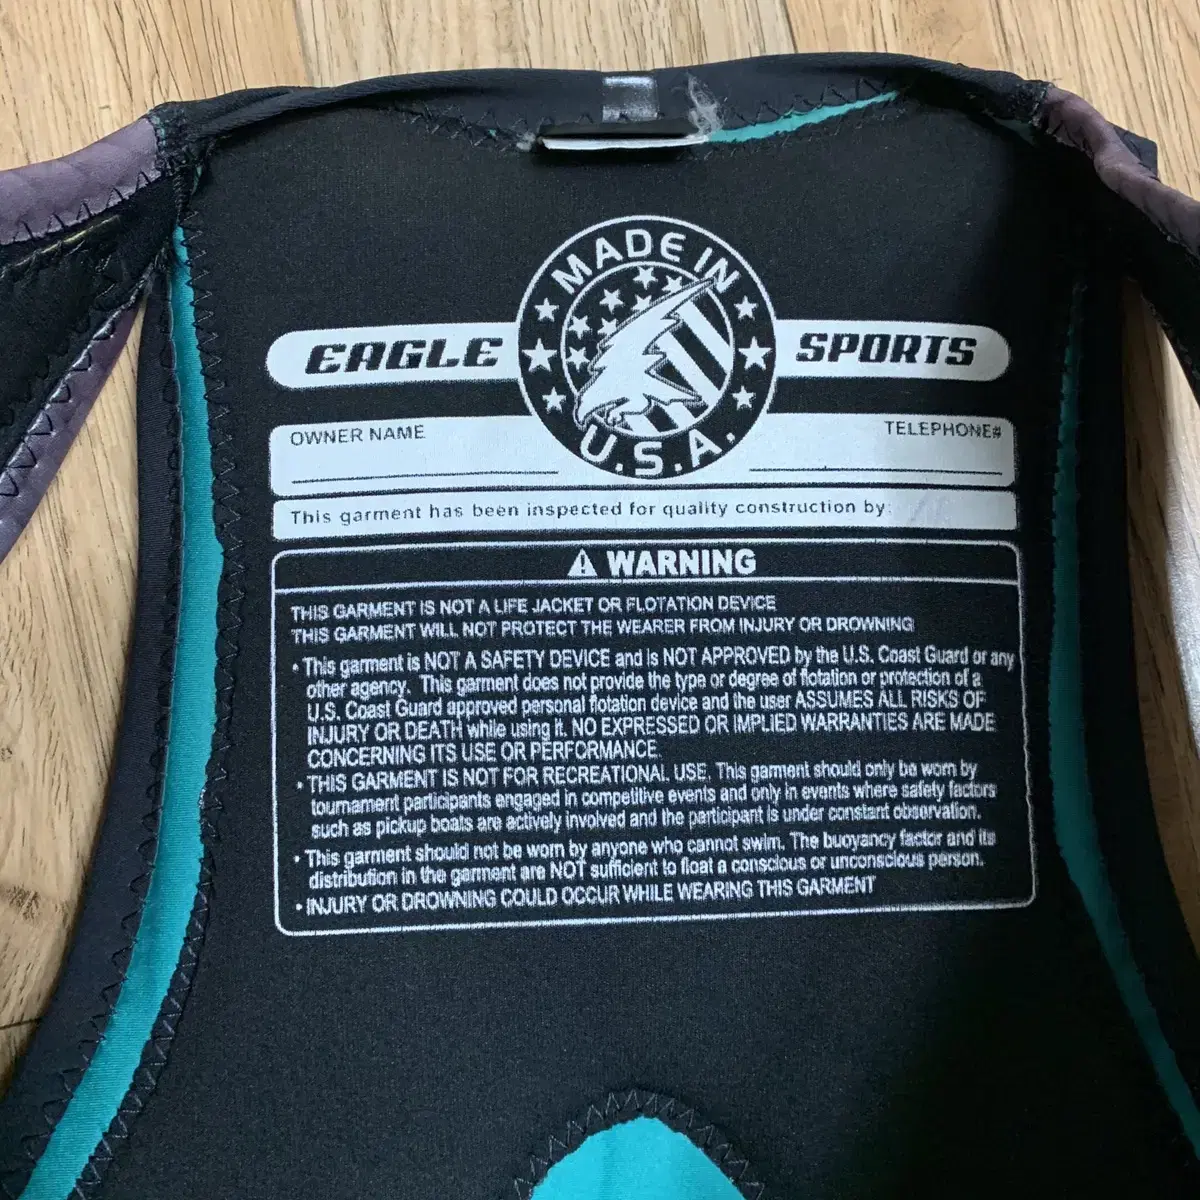 MADE IN
U.S.A.
EAGLE SPORTS
OWNER NAME TELEPHONE#
This garment has been inspected for quality construction by:
WARNING
THIS GARMENT IS NOT A LIFE JACKET OR FLOTATION DEVICE
THIS GARMENT WILL NOT PROTECT THE WEARER FROM INJURY OR DROWNING
• This garment is NOT A SAFETY DEVICE and is NOT APPROVED by the U.S. Coast Guard or any
other agency. This garment does not provide the type or degree of flotation or protection of a
U.S. Coast Guard approved personal flotation device and the user ASSUMES ALL RISKS OF
INJURY OR DEATH while using it. NO EXPRESSED OR IMPLIED WARRANTIES ARE MADE
CONCERNING ITS USE OR PERFORMANCE.
• THIS GARMENT IS NOT FOR RECREATIONAL USE. This garment should only be worn by
tournament participants engaged in competitive events and only in events where safety factors
such as pickup boats are actively involved and the participant is under constant observation.
• This garment should not be worn by anyone who cannot swim. The buoyancy factor and its
distribution in the garment are NOT sufficient to float a conscious or unconscious person.
• INJURY OR DROWNING COULD OCCUR WHILE WEARING THIS GARMENT